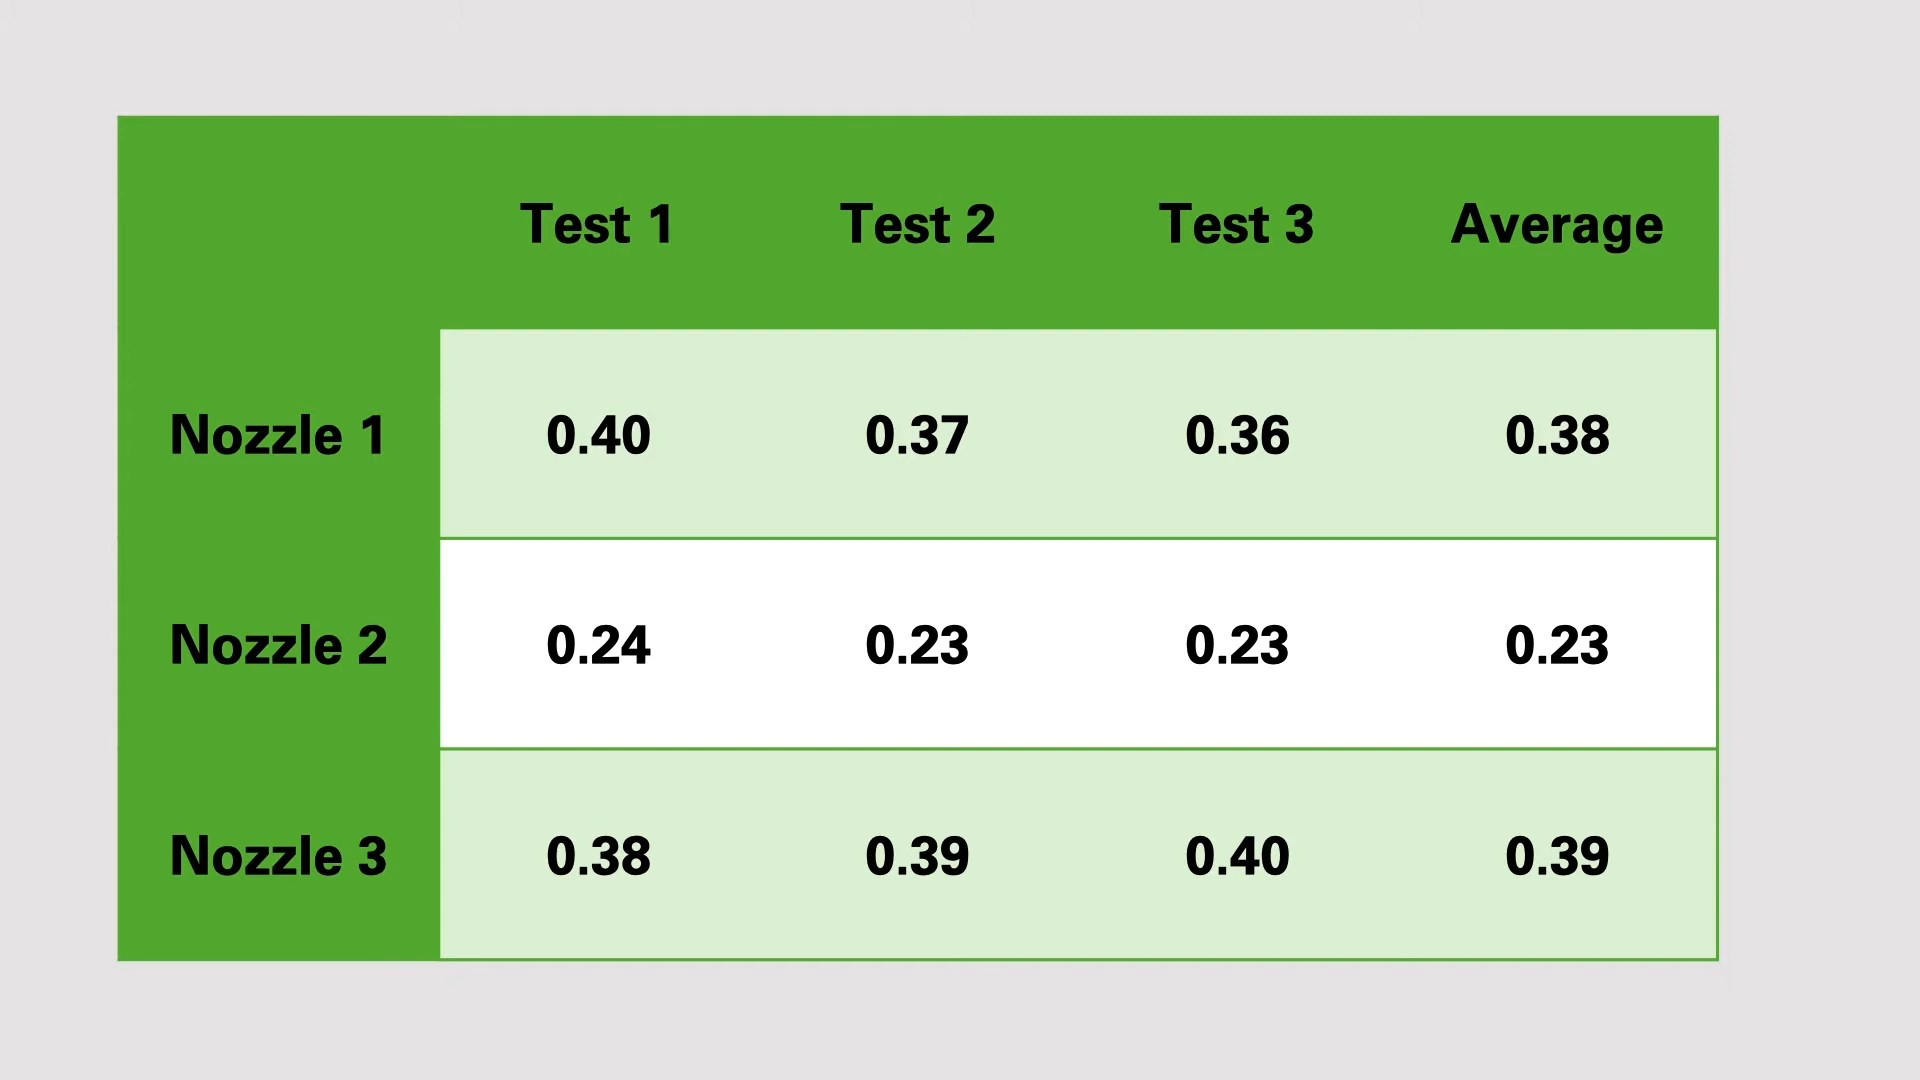 Test 1 Test 2 Test 3 Average
Nozzle 1 0.40 0.37 0.36 0.38
Nozzle 2 0.24 0.23 0.23 0.23
Nozzle 3 0.38 0.39 0.40 0.39